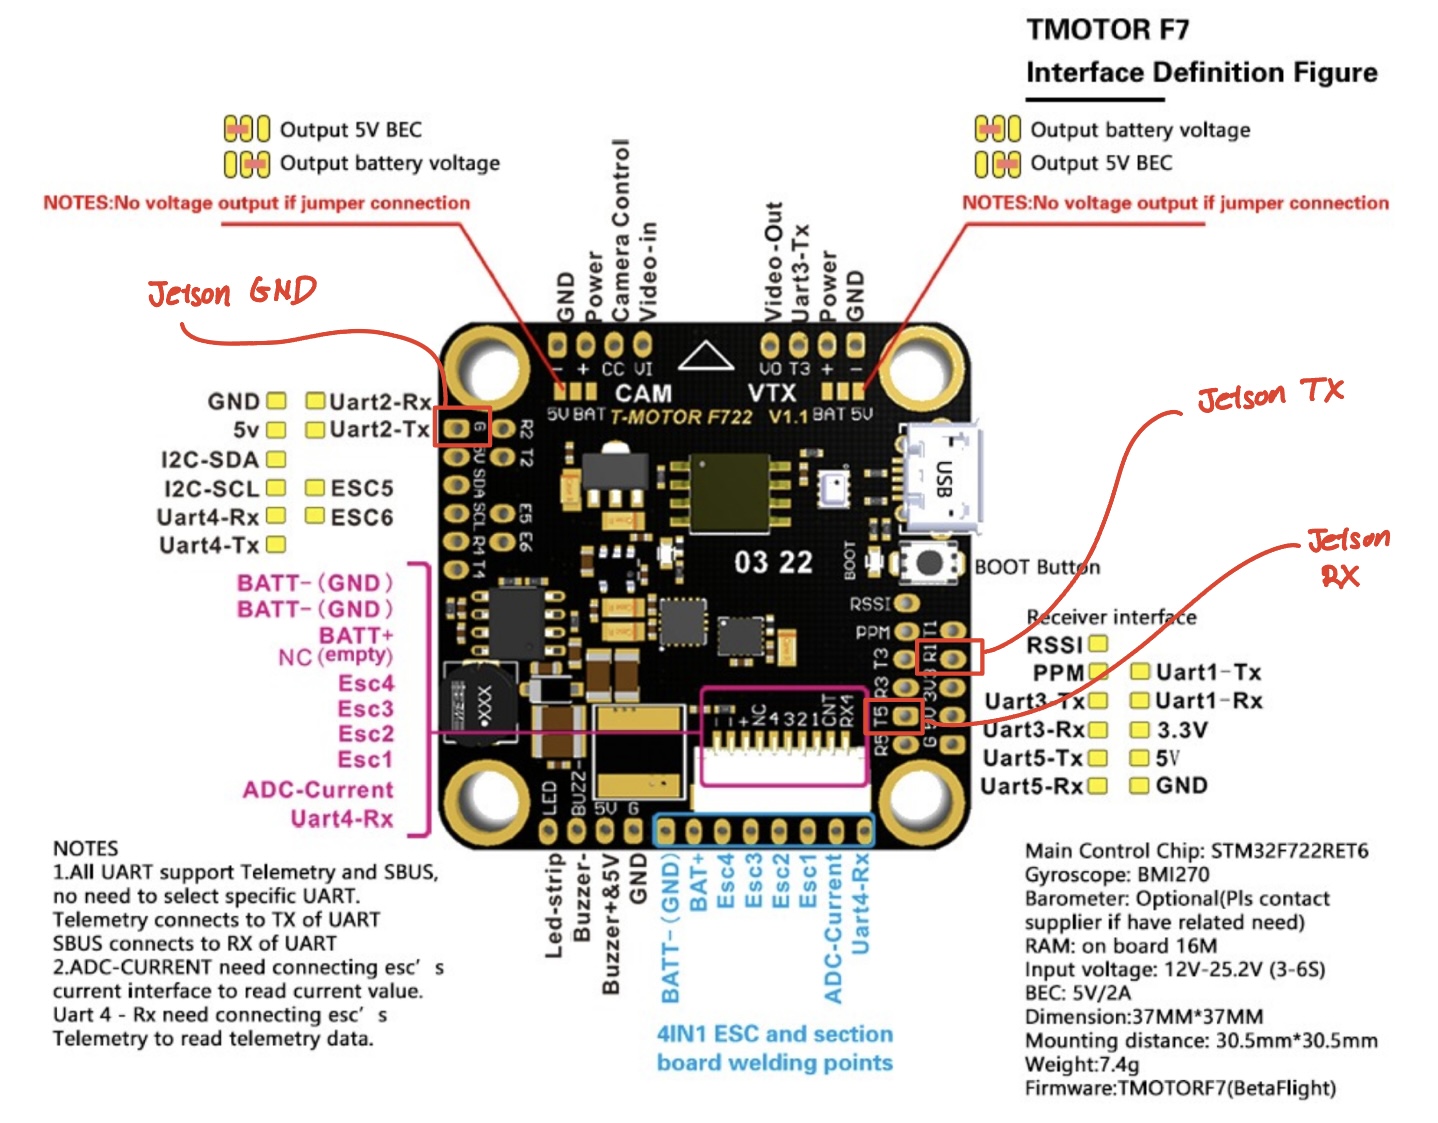 TMOTOR F7
Interface Definition Figure
Output 5V BEC
Output battery voltage
NOTES:No voltage output if jumper connection
Output battery voltage
Output 5V BEC
NOTES:No voltage output if jumper connection
GND
Power
Camera Control
Video-in
Video-Out
Uart3-Tx
Power
GND
Jetson GND
Jetson TX
Jetson
RX
- + CC VI
VO T3 + -
CAM
VTX
5V BAT
T-MOTOR F722 V1.1
BAT 5V
GND
5v
I2C-SDA
I2C-SCL
Uart4-Rx
Uart4-Tx
Uart2-Rx
Uart2-Tx
ESC5
ESC6
G 5V SDA SCL R4 T4
R2 T2
E5 E6
USB
03 22
BOOT
BOOT Button
BATT-(GND)
BATT-(GND)
BATT+
NC(empty)
Esc4
Esc3
Esc2
Esc1
ADC-Current
Uart4-Rx
RSSI
PPM
T3
R3
T5
R5
T1
R1
3V3
5V
G
- - + NC 4 3 2 1 CNT RX4
XXX
Receiver interface
RSSI
PPM
Uart3-Tx
Uart3-Rx
Uart5-Tx
Uart5-Rx
Uart1-Tx
Uart1-Rx
3.3V
5V
GND
LED
BUZZ-
5V G
Led-strip
Buzzer-
Buzzer+&5V
GND
BATT-(GND)
BAT+
Esc4
Esc3
Esc2
Esc1
ADC-Current
Uart4-Rx
4IN1 ESC and section
board welding points
NOTES
1.All UART support Telemetry and SBUS,
no need to select specific UART.
Telemetry connects to TX of UART
SBUS connects to RX of UART
2.ADC-CURRENT need connecting esc's
current interface to read current value.
Uart 4 - Rx need connecting esc's
Telemetry to read telemetry data.
Main Control Chip: STM32F722RET6
Gyroscope: BMI270
Barometer: Optional(Pls contact
supplier if have related need)
RAM: on board 16M
Input voltage: 12V-25.2V (3-6S)
BEC: 5V/2A
Dimension:37MM*37MM
Mounting distance: 30.5mm*30.5mm
Weight:7.4g
Firmware:TMOTORF7(BetaFlight)